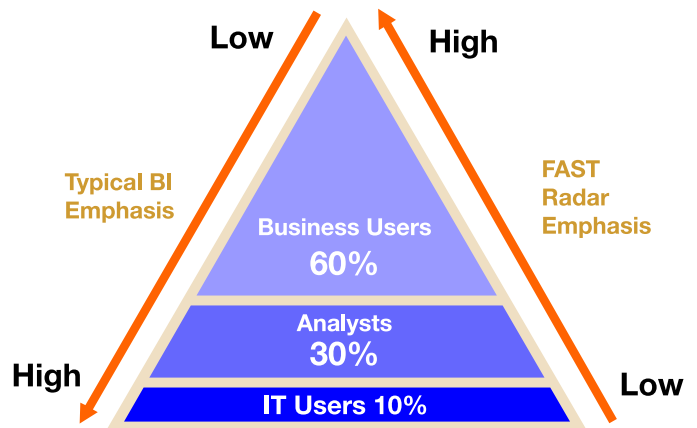 Low
High
Typical BI
Emphasis
FAST
Radar
Emphasis
Business Users
60%
Analysts
30%
High
Low
IT Users 10%